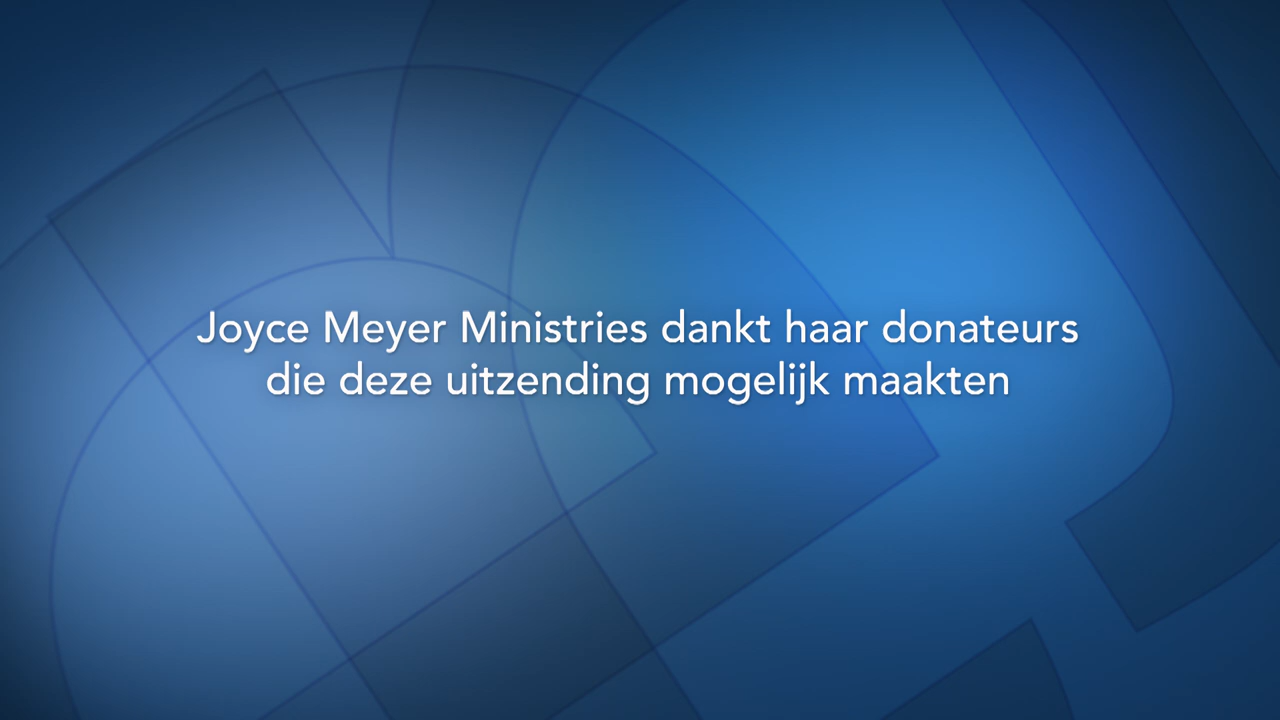 Joyce Meyer Ministries dankt haar donateurs
die deze uitzending mogelijk maakten